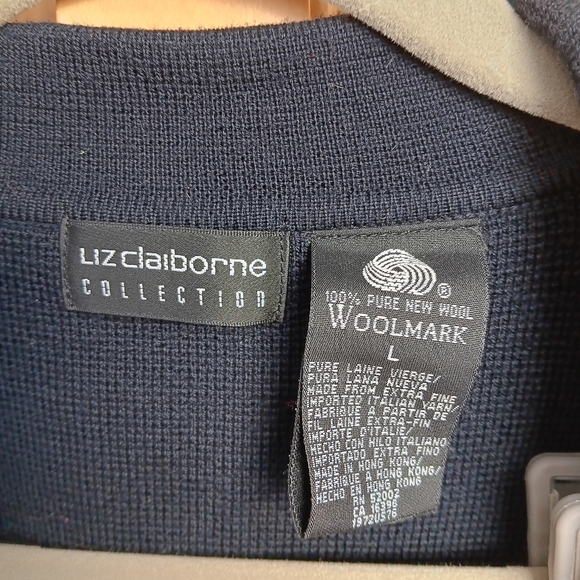 Liz claiborne
COLLECTION
®
100% PURE NEW WOOL
WOOLMARK
L
PURE LAINE VIERGE/
PURA LANA NUEVA
MADE FROM EXTRA FINE
IMPORTED ITALIAN YARN/
FABRIQUE A PARTIR DE
FIL LAINE EXTRA-FIN
IMPORTE D'ITALIE/
HECHO CON HILO ITALIANO
IMPORTADO EXTRA FINO
MADE IN HONG KONG/
FABRIQUE A HONG KONG/
HECHO EN HONG KONG
RN 52002
CA 16396